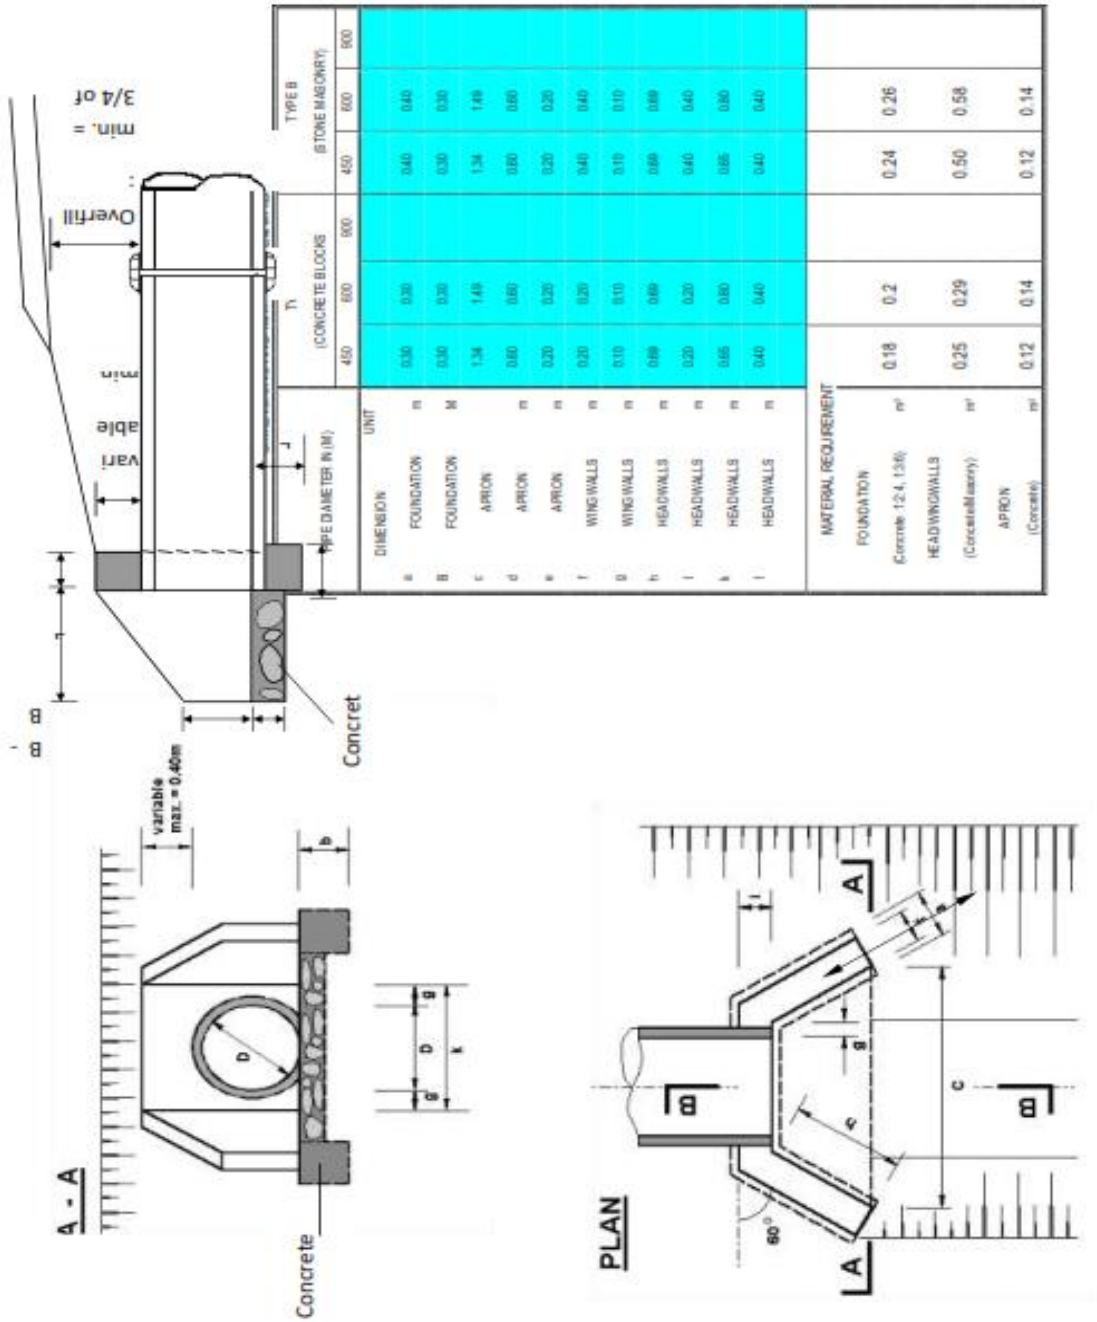 A - A
variable
max. = 0.40m
b
D
g
D
g
k
Concrete
B - B
L
vari
able
min
Overfill
:
min. =
3/4 of
Concret
PLAN
A
A
B
B
60°
c
g
l
PIPE DIAMETER IN (M)
(CONCRETE BLOCKS
TYPE B
(STONE MASONRY)
450 600 900 450 600 900
DIMENSION UNIT
a FOUNDATION m 0.30 0.30 0.40 0.40
B FOUNDATION M 0.30 0.30 0.30 0.30
c APRON 1.34 1.49 1.34 1.49
d APRON m 0.60 0.60 0.60 0.60
e APRON m 0.20 0.20 0.20 0.20
f WINGWALLS m 0.20 0.20 0.40 0.40
g WINGWALLS m 0.10 0.10 0.10 0.10
h HEADWALLS m 0.69 0.69 0.69 0.69
HEADWALLS m 0.20 0.20 0.40 0.40
k HEADWALLS m 0.65 0.80 0.65 0.80
HEADWALLS m 0.40 0.40 0.40 0.40
MATERIAL REQUIREMENT
FOUNDATION
(Concrete 1:2:4, 1:3:6) m³ 0.18 0.2 0.24 0.26
HEADWINGWALLS
(Concrete/Masonry) m³ 0.25 0.29 0.50 0.58
APRON
(Concrete) m³ 0.12 0.14 0.12 0.14